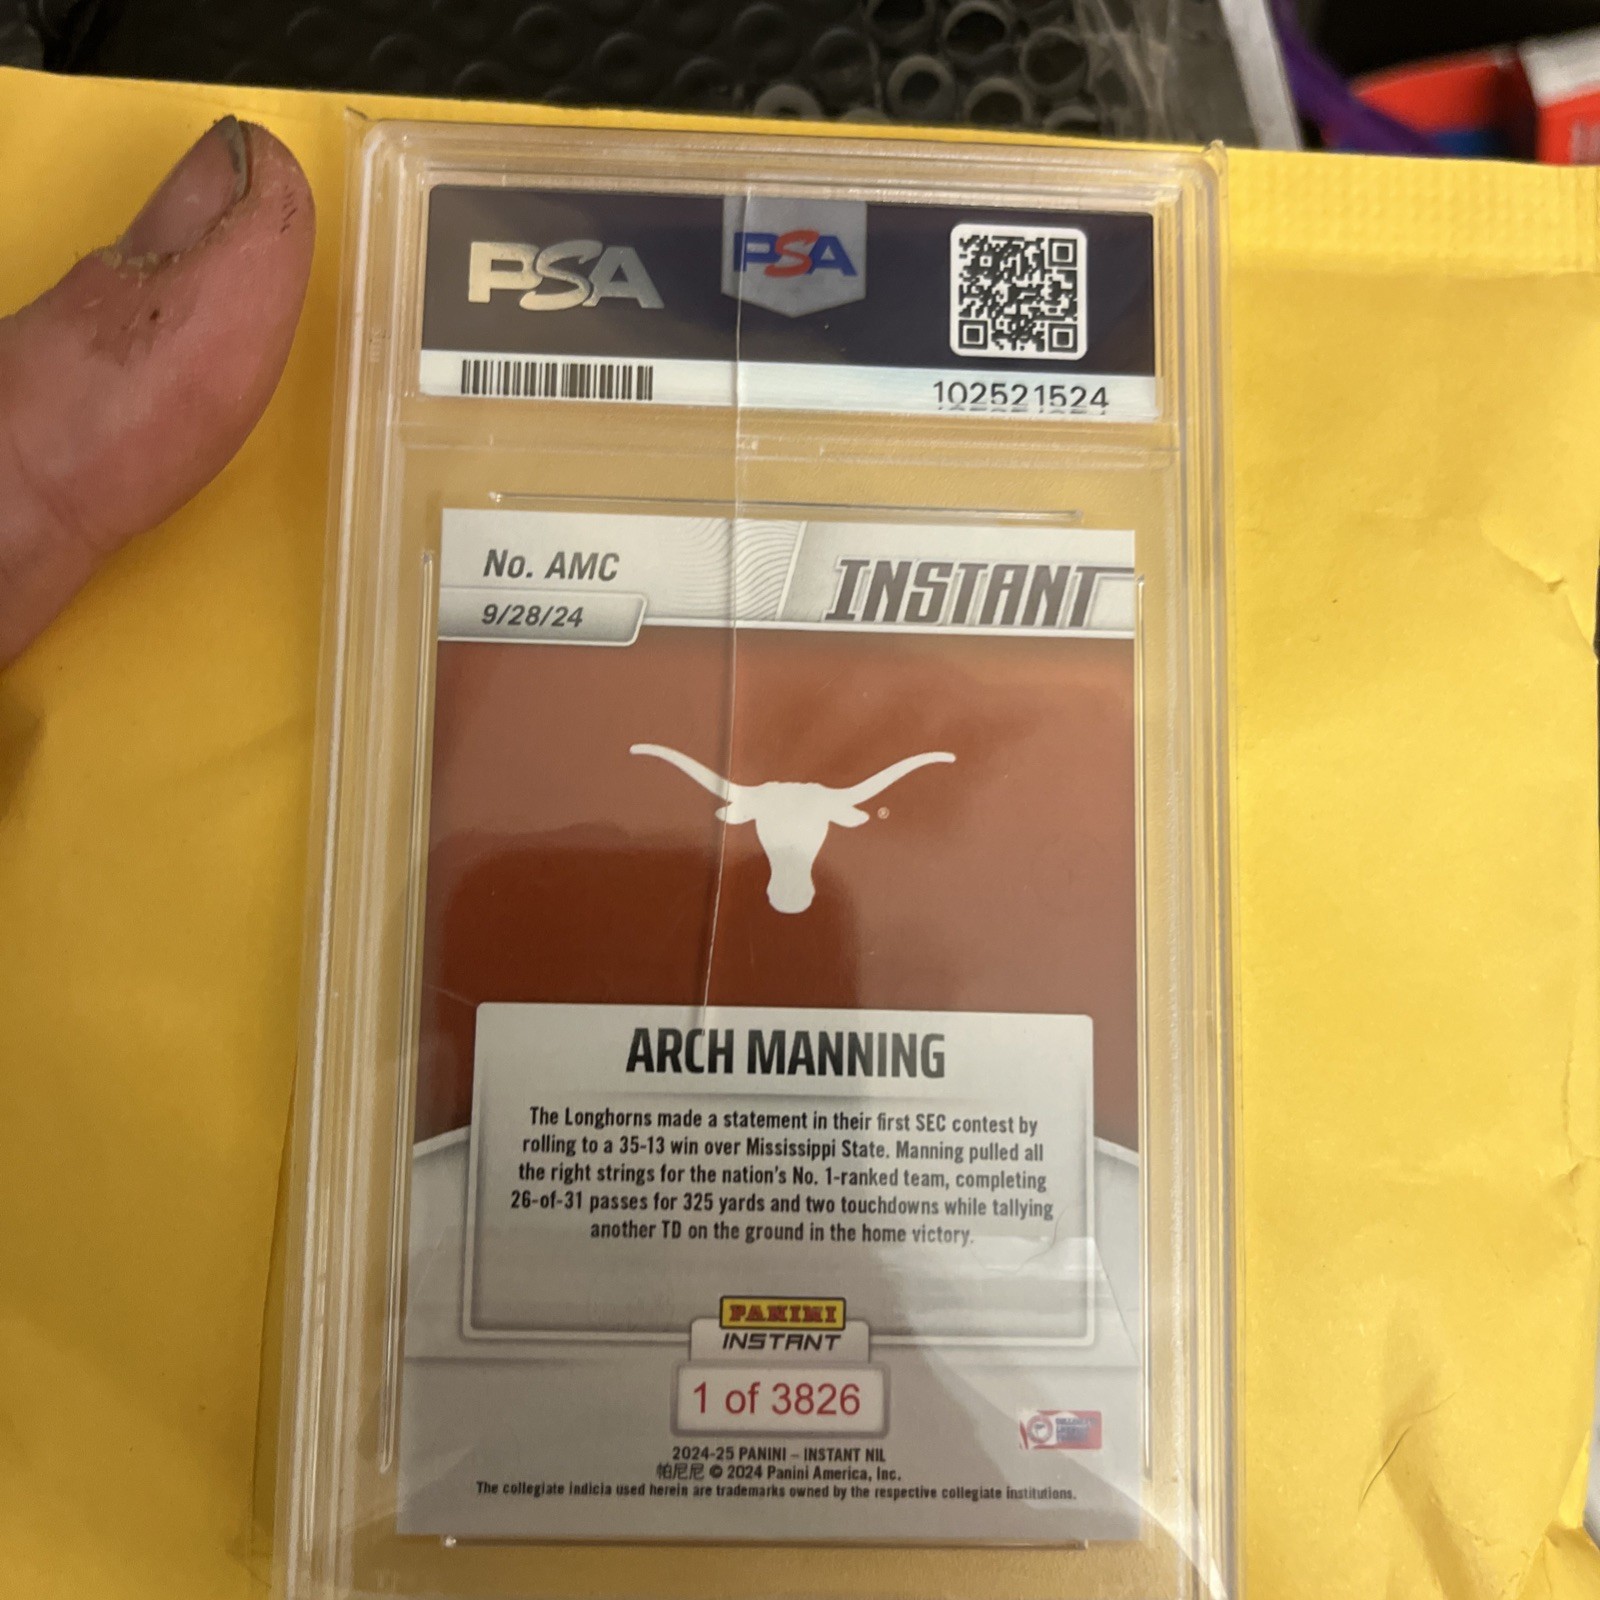 PSA
PSA
102521524
No. AMC
INSTANT
9/28/24
®
ARCH MANNING
The Longhorns made a statement in their first SEC contest by
rolling to a 35-13 win over Mississippi State. Manning pulled all
the right strings for the nation's No. 1-ranked team, completing
26-of-31 passes for 325 yards and two touchdowns while tallying
another TD on the ground in the home victory.
PANINI
INSTANT
1 of 3826
2024-25 PANINI – INSTANT NIL
帕尼尼 © 2024 Panini America, Inc.
The collegiate indicia used herein are trademarks owned by the respective collegiate institutions.